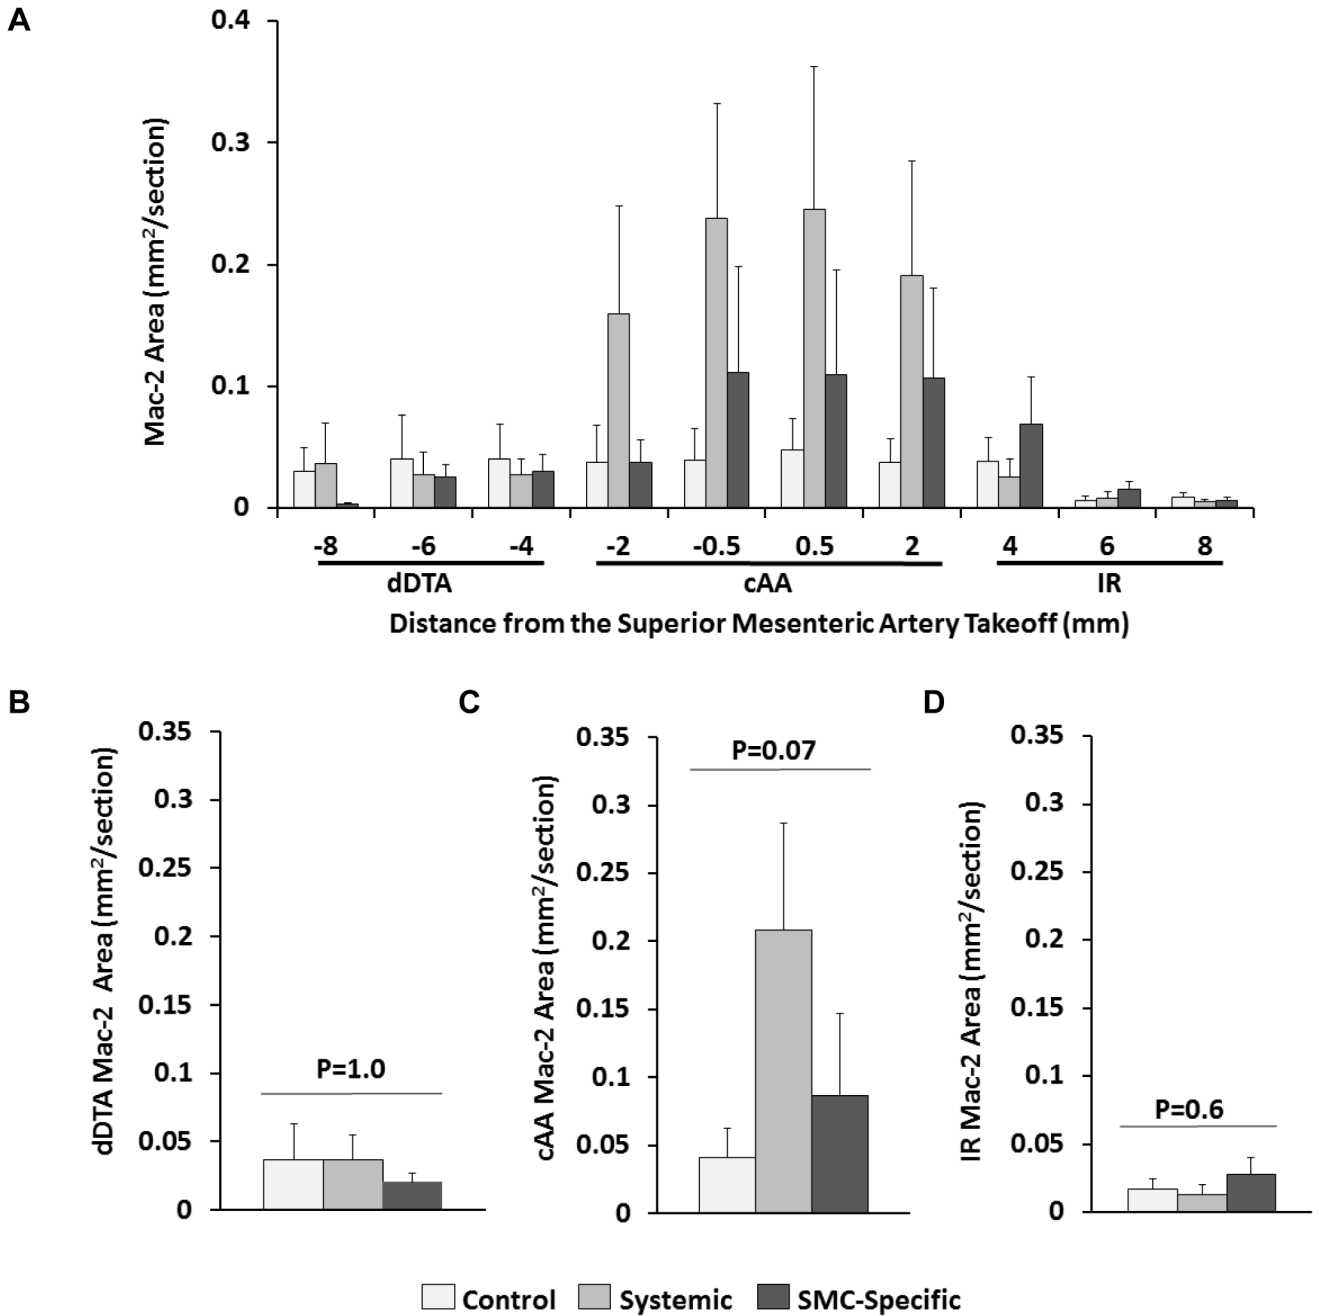 A
0.4
0.3
0.2
0.1
0
Mac-2 Area (mm²/section)
-8 -6 -4 -2 -0.5 0.5 2 4 6 8
dDTA cAA IR
Distance from the Superior Mesenteric Artery Takeoff (mm)
B
0.35
0.3
0.25
0.2
0.15
0.1
0.05
0
dDTA Mac-2 Area (mm²/section)
P=1.0
C
0.35
0.3
0.25
0.2
0.15
0.1
0.05
0
cAA Mac-2 Area (mm²/section)
P=0.07
D
0.35
0.3
0.25
0.2
0.15
0.1
0.05
0
IR Mac-2 Area (mm²/section)
P=0.6
Control Systemic SMC-Specific